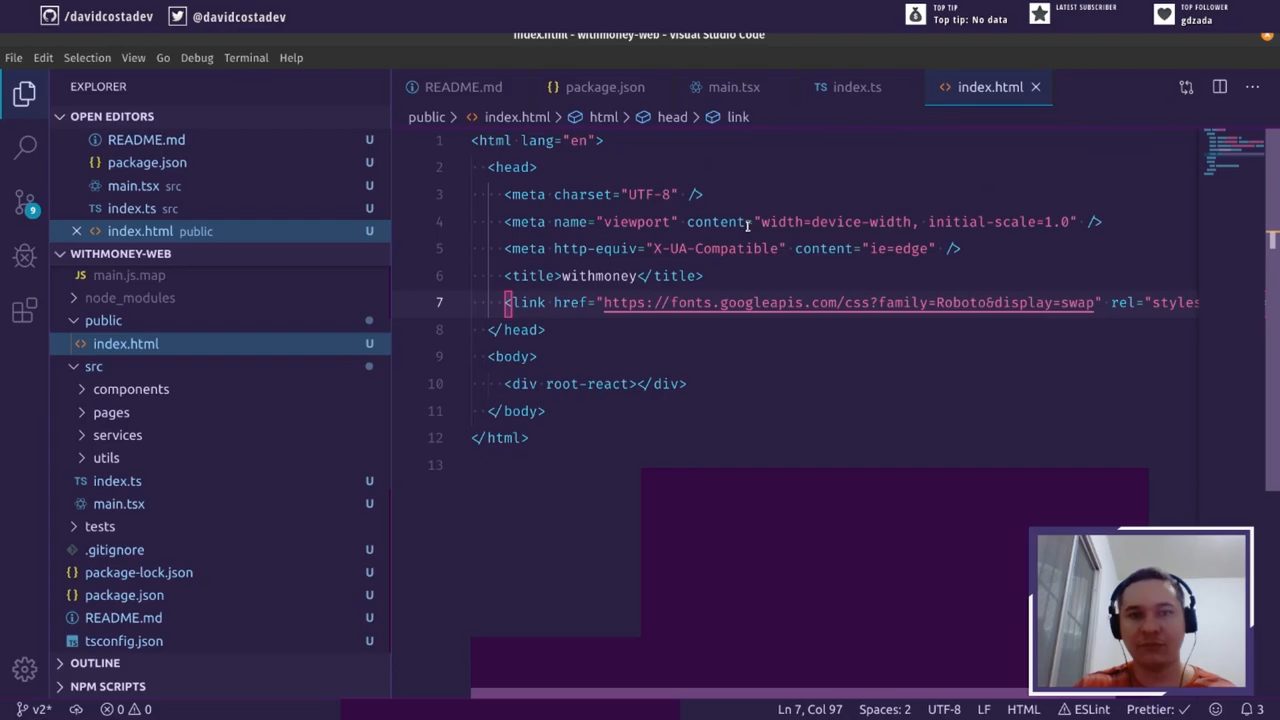 /davidcostadev @davidcostadev
TOP TIP
Top tip: No data
LATEST SUBSCRIBER
TOP FOLLOWER
gdzada
index.html - withmoney-web - Visual Studio Code
File Edit Selection View Go Debug Terminal Help
EXPLORER
OPEN EDITORS
README.md U
package.json U
main.tsx src U
index.ts src U
index.html public U
WITHMONEY-WEB
main.js.map
node_modules
public
index.html U
src
components
pages
services
utils
index.ts U
main.tsx U
tests
.gitignore U
package-lock.json U
package.json U
README.md U
tsconfig.json U
OUTLINE
NPM SCRIPTS
9
README.md package.json main.tsx TS index.ts index.html
public > index.html > html > head > link
1 <html lang="en">
2 <head>
3 <meta charset="UTF-8" />
4 <meta name="viewport" content="width=device-width, initial-scale=1.0" />
5 <meta http-equiv="X-UA-Compatible" content="ie=edge" />
6 <title>withmoney</title>
7 <link href="https://fonts.googleapis.com/css?family=Roboto&display=swap" rel="styles
8 </head>
9 <body>
10 <div root-react></div>
11 </body>
12 </html>
13
v2* 0 0 Ln 7, Col 97 Spaces: 2 UTF-8 LF HTML ESLint Prettier: ✓ 3